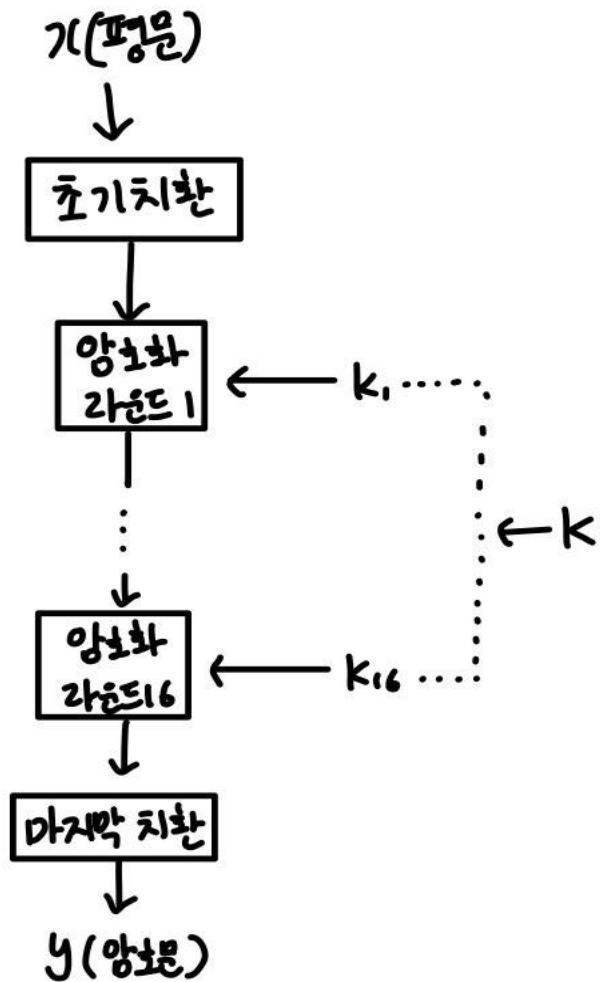 x(평문)
초기치환
암호화
라운드1
k1
k
암호화
라운드16
k16
마지막 치환
y(암호문)